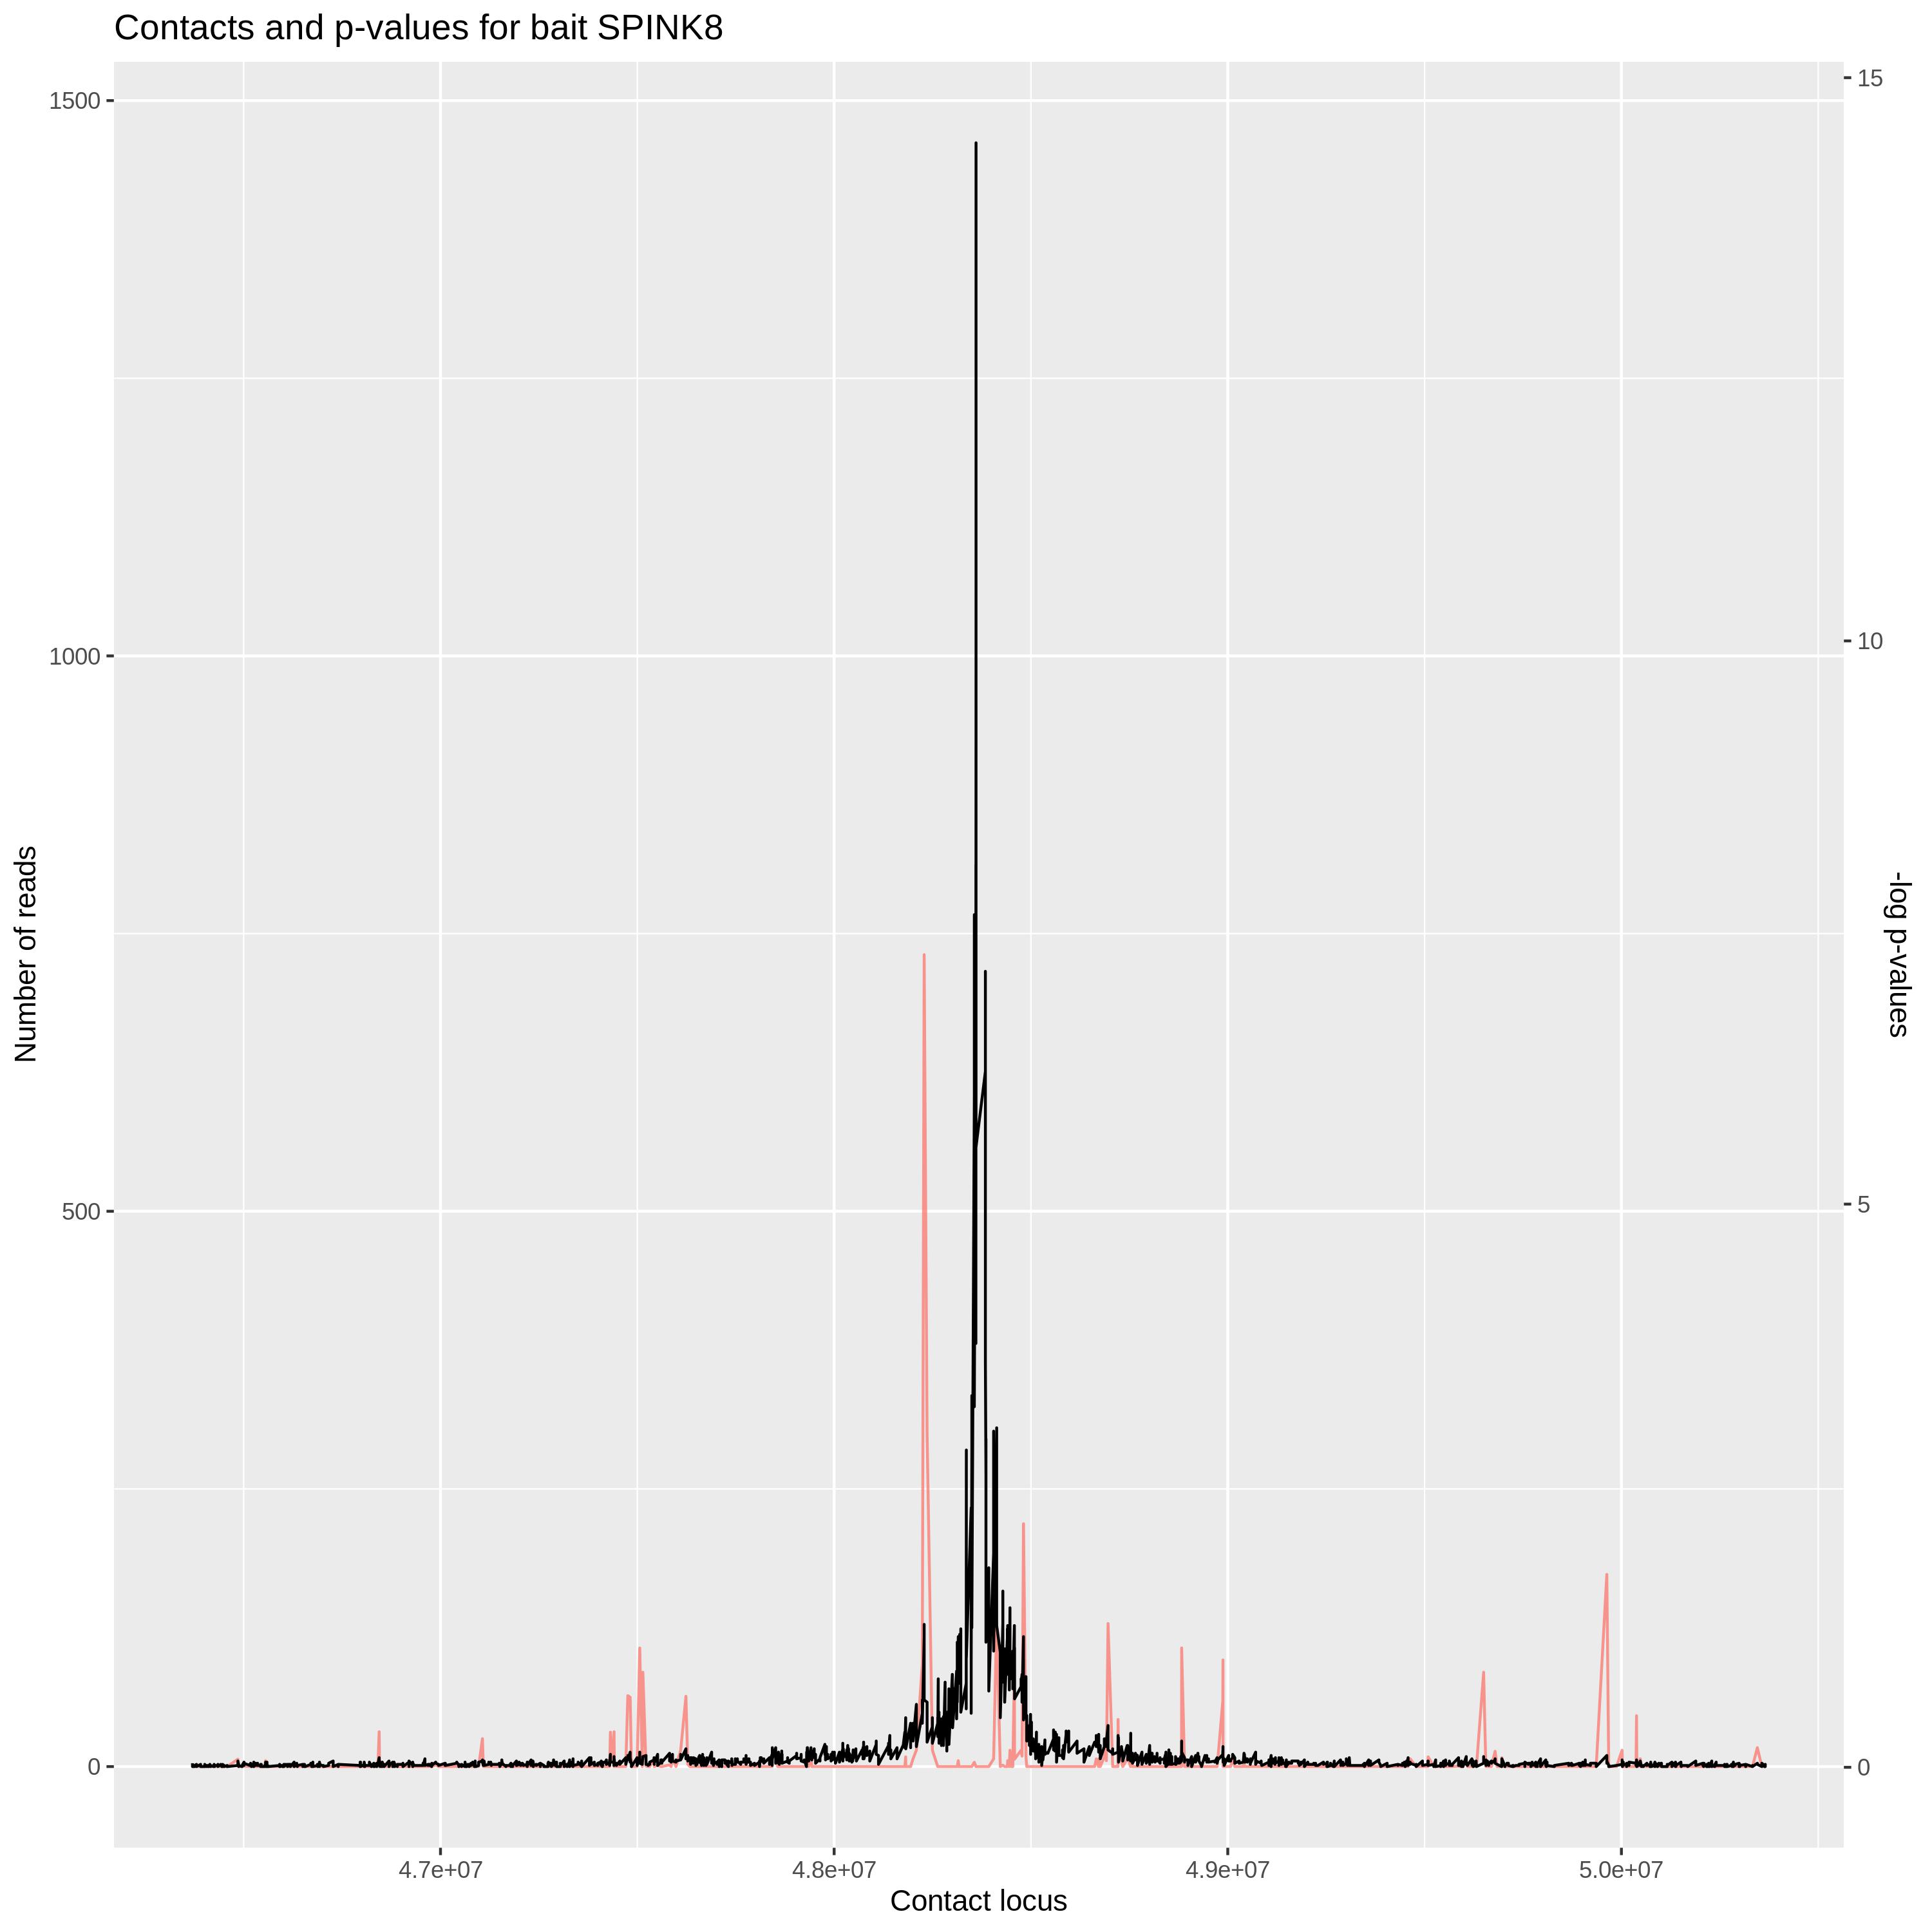 Contacts and p-values for bait SPINK8
1500
1000
500
0
Number of reads
15
10
5
0
-log p-values
4.7e+07 4.8e+07 4.9e+07 5.0e+07
Contact locus